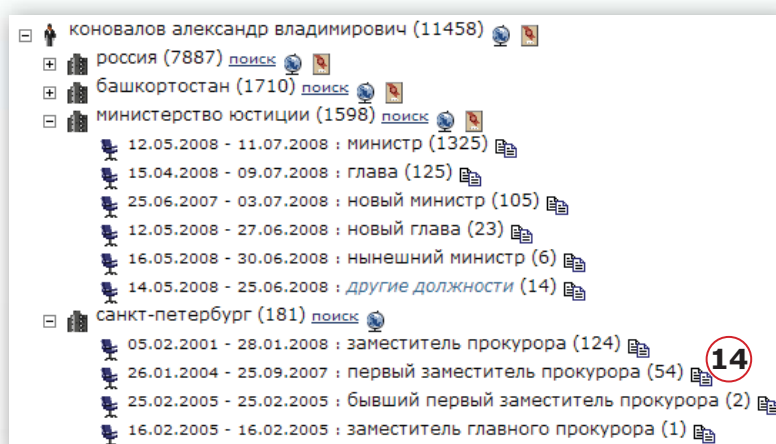 коновалов александр владимирович (11458)
россия (7887) поиск
башкортостан (1710) поиск
министерство юстиции (1598) поиск
12.05.2008 - 11.07.2008 : министр (1325)
15.04.2008 - 09.07.2008 : глава (125)
25.06.2007 - 03.07.2008 : новый министр (105)
12.05.2008 - 27.06.2008 : новый глава (23)
16.05.2008 - 30.06.2008 : нынешний министр (6)
14.05.2008 - 25.06.2008 : другие должности (14)
санкт-петербург (181) поиск
05.02.2001 - 28.01.2008 : заместитель прокурора (124)
26.01.2004 - 25.09.2007 : первый заместитель прокурора (54) 14
25.02.2005 - 25.02.2005 : бывший первый заместитель прокурора (2)
16.02.2005 - 16.02.2005 : заместитель главного прокурора (1)